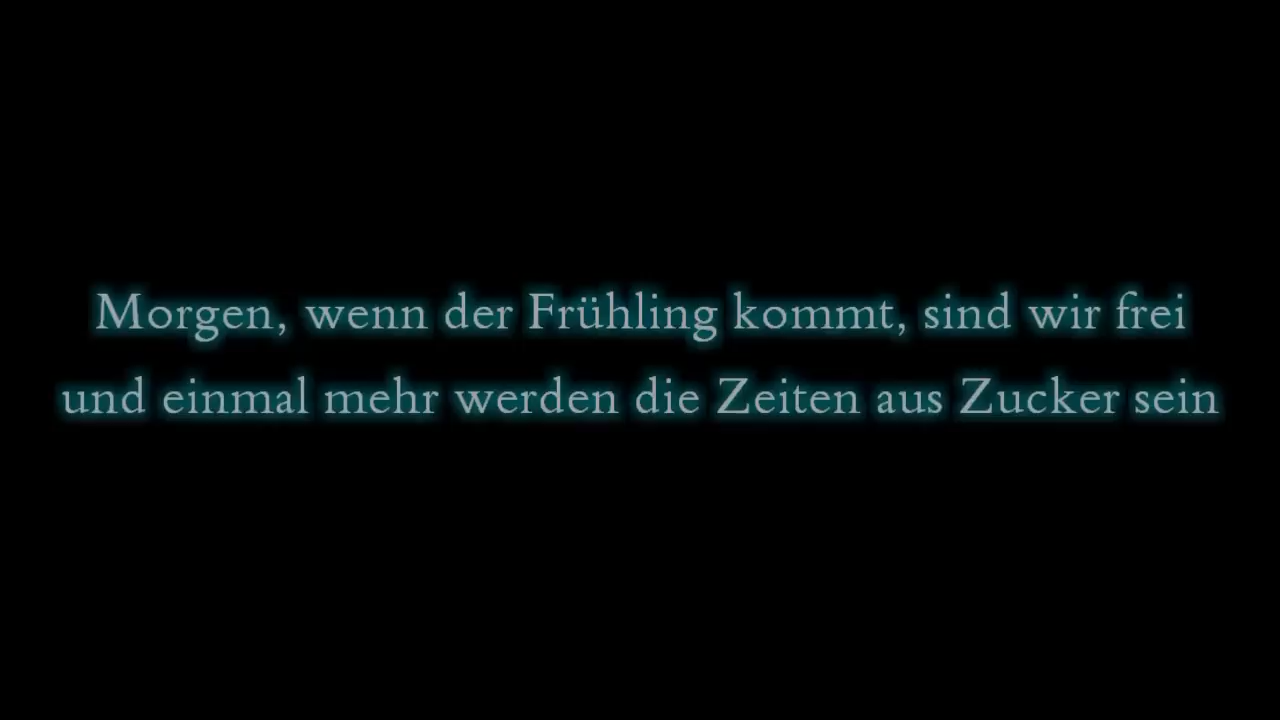 Morgen, wenn der Frühling kommt, sind wir frei
und einmal mehr werden die Zeiten aus Zucker sein